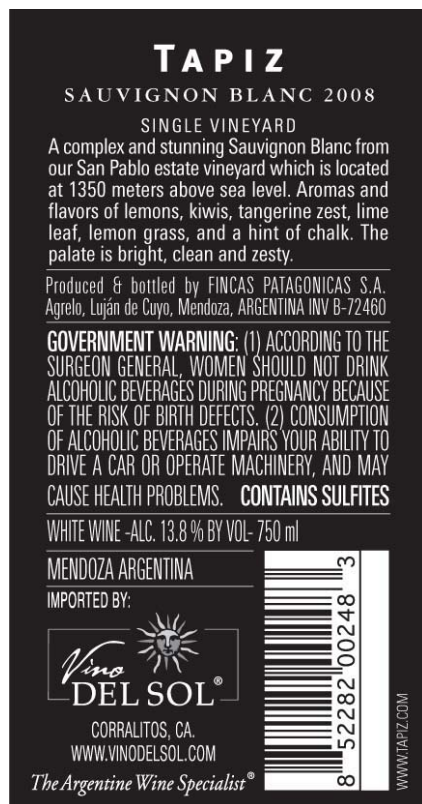 TAPIZ
SAUVIGNON BLANC 2008
SINGLE VINEYARD
A complex and stunning Sauvignon Blanc from
our San Pablo estate vineyard which is located
at 1350 meters above sea level. Aromas and
flavors of lemons, kiwis, tangerine zest, lime
leaf, lemon grass, and a hint of chalk. The
palate is bright, clean and zesty.
Produced & bottled by FINCAS PATAGONICAS S.A.
Agrelo, Luján de Cuyo, Mendoza, ARGENTINA INV B-72460
GOVERNMENT WARNING: (1) ACCORDING TO THE
SURGEON GENERAL, WOMEN SHOULD NOT DRINK
ALCOHOLIC BEVERAGES DURING PREGNANCY BECAUSE
OF THE RISK OF BIRTH DEFECTS. (2) CONSUMPTION
OF ALCOHOLIC BEVERAGES IMPAIRS YOUR ABILITY TO
DRIVE A CAR OR OPERATE MACHINERY, AND MAY
CAUSE HEALTH PROBLEMS. CONTAINS SULFITES
WHITE WINE -ALC. 13.8 % BY VOL- 750 ml
MENDOZA ARGENTINA
IMPORTED BY:
Vino
DEL SOL®
CORRALITOS, CA.
WWW.VINODELSOL.COM
The Argentine Wine Specialist®
8 52282 00248 3
WWW.TAPIZ.COM